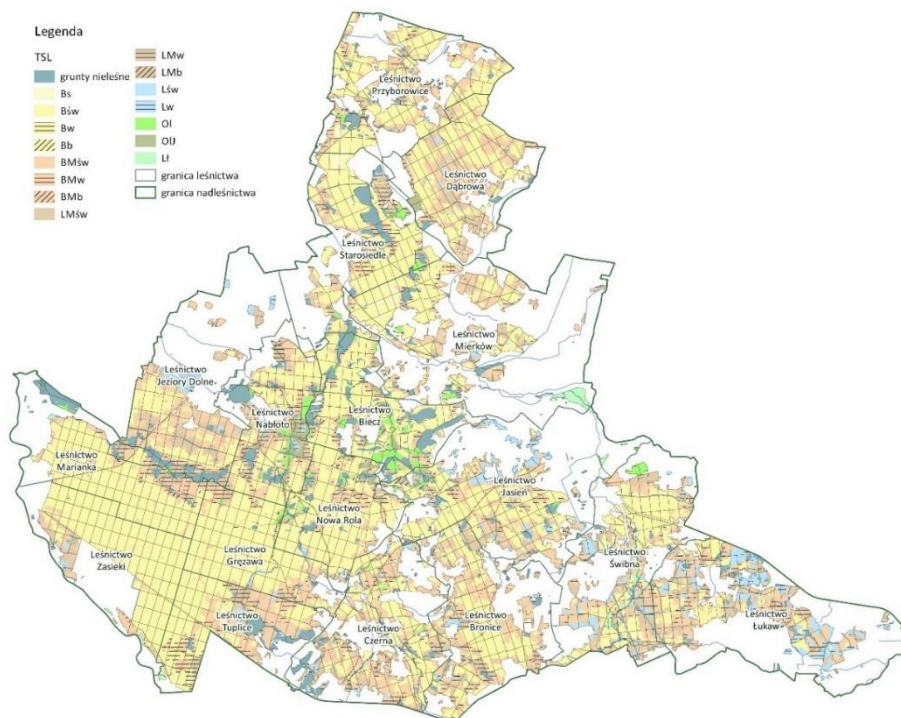 Legenda
TSL
grunty nieleśne
Bs
Bśw
Bw
Bb
BMśw
BMw
BMb
LMśw
LMw
LMb
Lśw
Lw
Ol
OlJ
Lł
granica leśnictwa
granica nadleśnictwa
Leśnictwo
Przyborowice
Leśnictwo
Dąbrowa
Leśnictwo
Starosiedle
Leśnictwo
Mierków
Leśnictwo
Jeziory Dolne
Leśnictwo
Nabłoto
Leśnictwo
Biecz
Leśnictwo
Marianka
Leśnictwo
Jasień
Leśnictwo
Nowa Rola
Leśnictwo
Zasieki
Leśnictwo
Gręzawa
Leśnictwo
Świbna
Leśnictwo
Tuplice
Leśnictwo
Czerna
Leśnictwo
Bronice
Leśnictwo
Łukaw